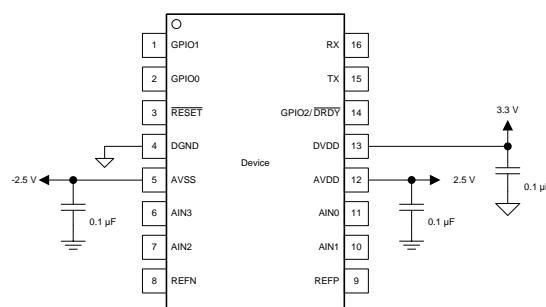 1 GPIO1 RX 16
2 GPIO0 TX 15
3 RESET GPIO2/DRDY 14
3.3 V
4 DGND DVDD 13
Device
-2.5 V 5 AVSS AVDD 12 2.5 V
0.1 µF
0.1 µF 6 AIN3 AIN0 11 0.1 µF
7 AIN2 AIN1 10
8 REFN REFP 9